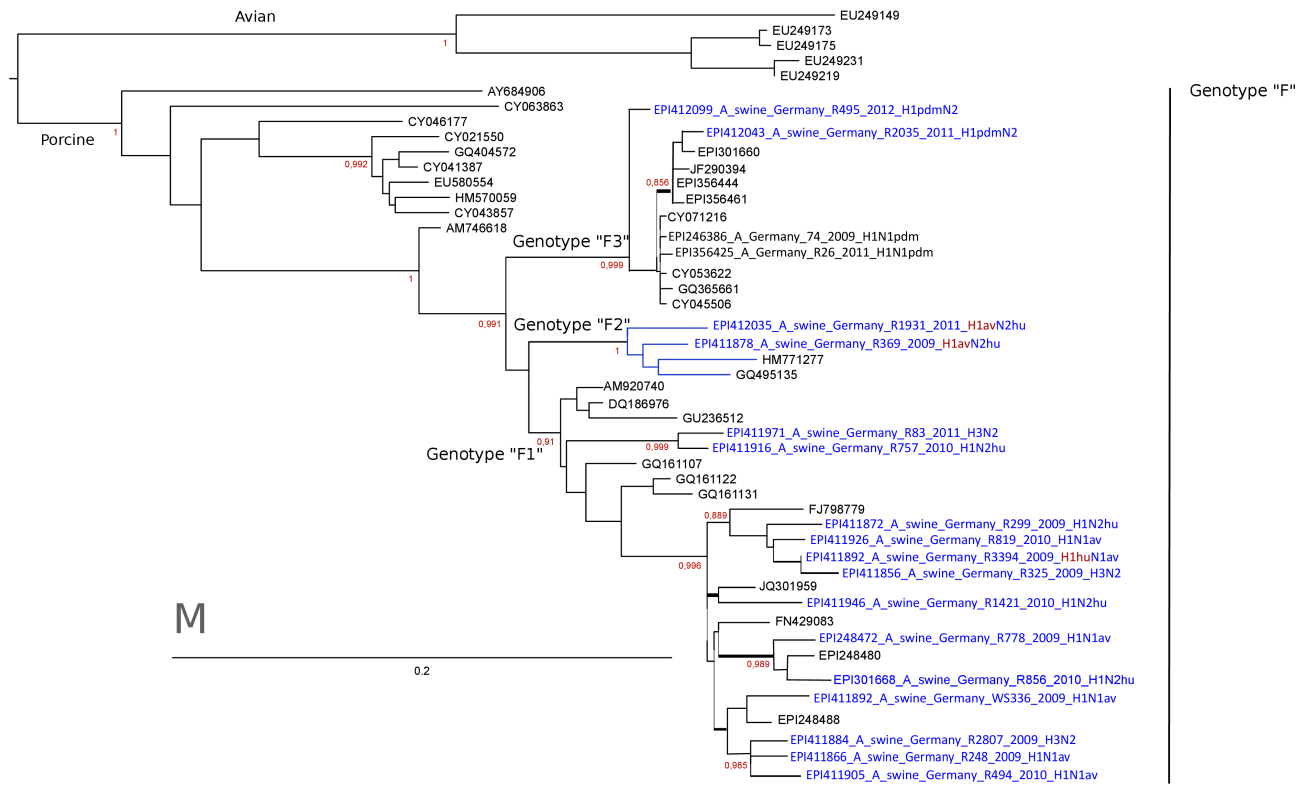 Avian
EU249149
EU249173
1
EU249175
EU249231
EU249219
Genotype "F"
AY684906
CY063863
EPI412099_A_swine_Germany_R495_2012_H1pdmN2
CY046177
1
Porcine
EPI412043_A_swine_Germany_R2035_2011_H1pdmN2
CY021550
GQ404572
EPI301660
0,992
CY041387
JF290394
EU580554
0,856
EPI356444
HM570059
EPI356461
CY043857
CY071216
AM746618
EPI246386_A_Germany_74_2009_H1N1pdm
Genotype "F3"
EPI356425_A_Germany_R26_2011_H1N1pdm
0,999
CY053622
1
GQ365661
CY045506
0,991
Genotype "F2"
EPI412035_A_swine_Germany_R1931_2011_H1avN2hu
EPI411878_A_swine_Germany_R369_2009_H1avN2hu
1
HM771277
GQ495135
AM920740
DQ186976
GU236512
EPI411971_A_swine_Germany_R83_2011_H3N2
0,91
0,999
EPI411916_A_swine_Germany_R757_2010_H1N2hu
Genotype "F1"
GQ161107
GQ161122
GQ161131
FJ798779
0,889
EPI411872_A_swine_Germany_R299_2009_H1N2hu
EPI411926_A_swine_Germany_R819_2010_H1N1av
EPI411892_A_swine_Germany_R3394_2009_H1huN1av
0,996
EPI411856_A_swine_Germany_R325_2009_H3N2
JQ301959
EPI411946_A_swine_Germany_R1421_2010_H1N2hu
M
FN429083
EPI248472_A_swine_Germany_R778_2009_H1N1av
EPI248480
0,989
0.2
EPI301668_A_swine_Germany_R856_2010_H1N2hu
EPI411892_A_swine_Germany_WS336_2009_H1N1av
EPI248488
EPI411884_A_swine_Germany_R2807_2009_H3N2
EPI411866_A_swine_Germany_R248_2009_H1N1av
0,985
EPI411905_A_swine_Germany_R494_2010_H1N1av